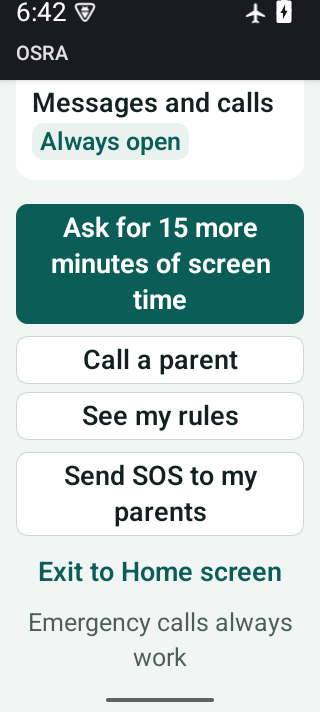 6:42
OSRA
Messages and calls
Always open
Ask for 15 more
minutes of screen
time
Call a parent
See my rules
Send SOS to my
parents
Exit to Home screen
Emergency calls always
work